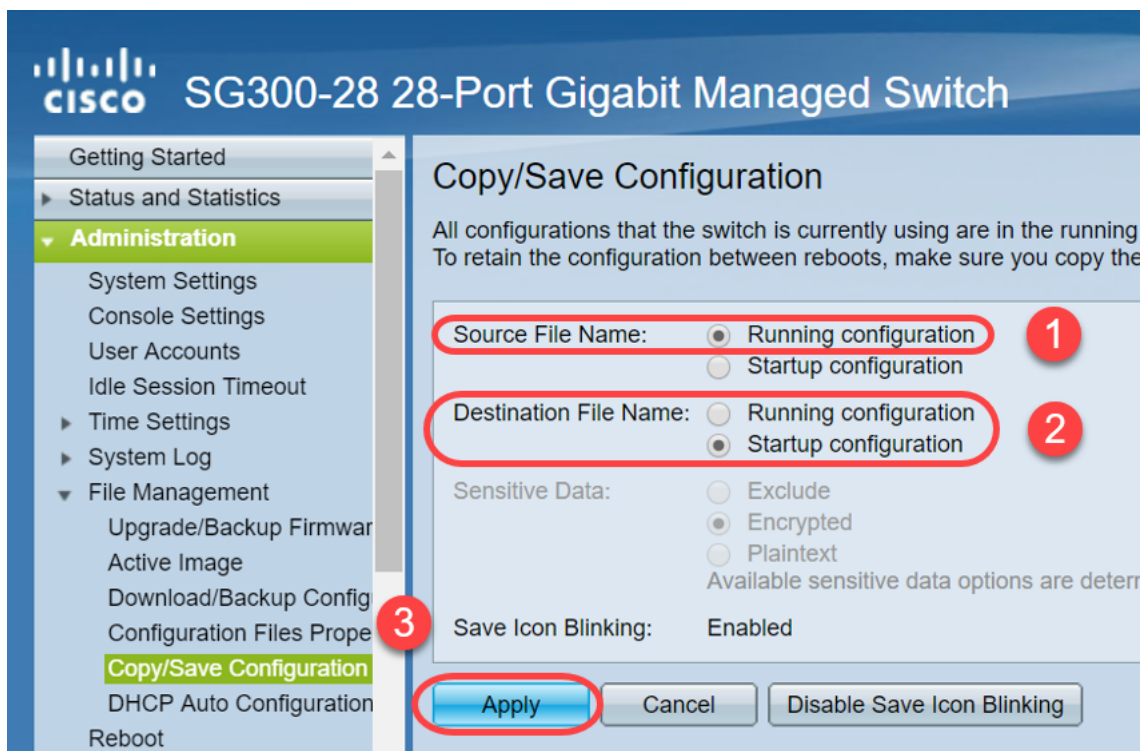 cisco SG300-28 28-Port Gigabit Managed Switch
Getting Started
Status and Statistics
Administration
System Settings
Console Settings
User Accounts
Idle Session Timeout
Time Settings
System Log
File Management
Upgrade/Backup Firmwar
Active Image
Download/Backup Config
Configuration Files Prope
Copy/Save Configuration
DHCP Auto Configuration
Reboot
Copy/Save Configuration
All configurations that the switch is currently using are in the running
To retain the configuration between reboots, make sure you copy the
Source File Name: Running configuration 1
Startup configuration
Destination File Name: Running configuration 2
Startup configuration
Sensitive Data: Exclude
Encrypted
Plaintext
Available sensitive data options are deterr
3 Save Icon Blinking: Enabled
Apply Cancel Disable Save Icon Blinking